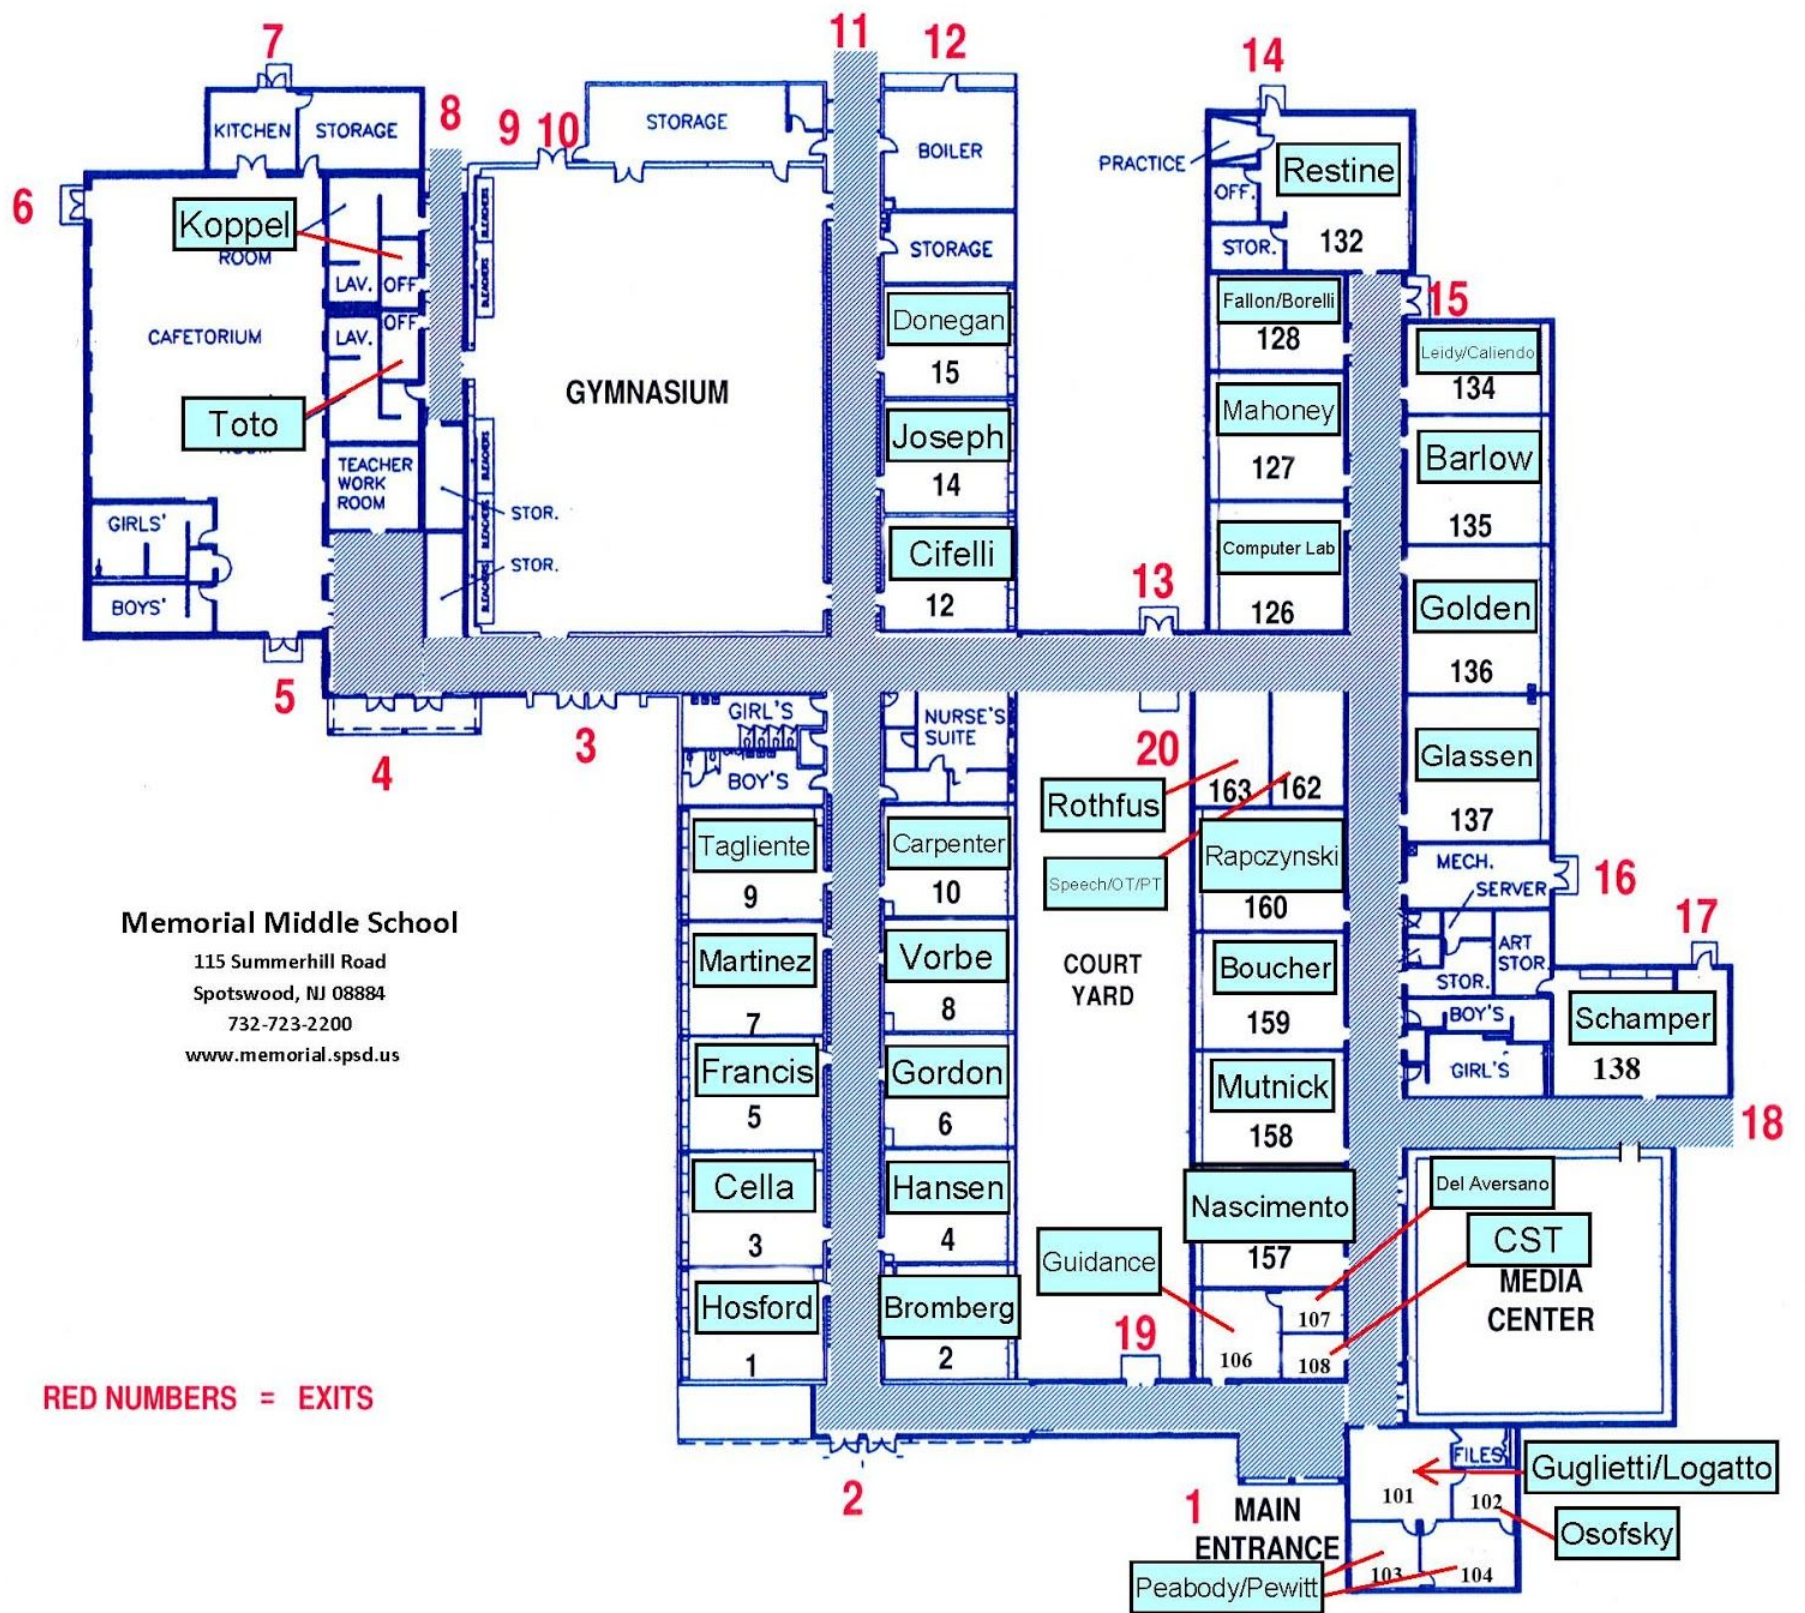 7
11
12
14
8
9
10
KITCHEN
STORAGE
STORAGE
BOILER
PRACTICE
Restine
OFF.
STOR.
132
6
Koppel
ROOM
LAV.
OFF
BLEACHERS
BLEACHERS
STORAGE
Fallon/Borelli
128
15
CAFETORIUM
LAV.
OFF
Donegan
15
Leidy/Caliendo
134
GYMNASIUM
Toto
Joseph
14
Mahoney
127
Barlow
135
TEACHER
WORK
ROOM
BLEACHERS
BLEACHERS
BLEACHERS
STOR.
STOR.
GIRLS'
BOYS'
Cifelli
12
13
Computer Lab
126
Golden
136
5
4
3
GIRL'S
BOY'S
NURSE'S
SUITE
20
Rothfus
163
162
Speech/OT/PT
Glassen
137
Tagliente
9
Carpenter
10
Rapczynski
160
MECH.
SERVER
16
17
Memorial Middle School
115 Summerhill Road
Spotswood, NJ 08884
732-723-2200
www.memorial.spsd.us
Martinez
7
Vorbe
8
COURT
YARD
Boucher
159
ART
STOR.
STOR.
BOY'S
GIRL'S
Schamper
138
Francis
5
Gordon
6
Mutnick
158
18
Cella
3
Hansen
4
Nascimento
157
Del Aversano
CST
MEDIA
CENTER
Guidance
Hosford
1
Bromberg
2
19
106
107
108
RED NUMBERS = EXITS
2
1
MAIN
ENTRANCE
FILES
Guglietti/Logatto
101
102
Osofsky
Peabody/Pewitt
103
104